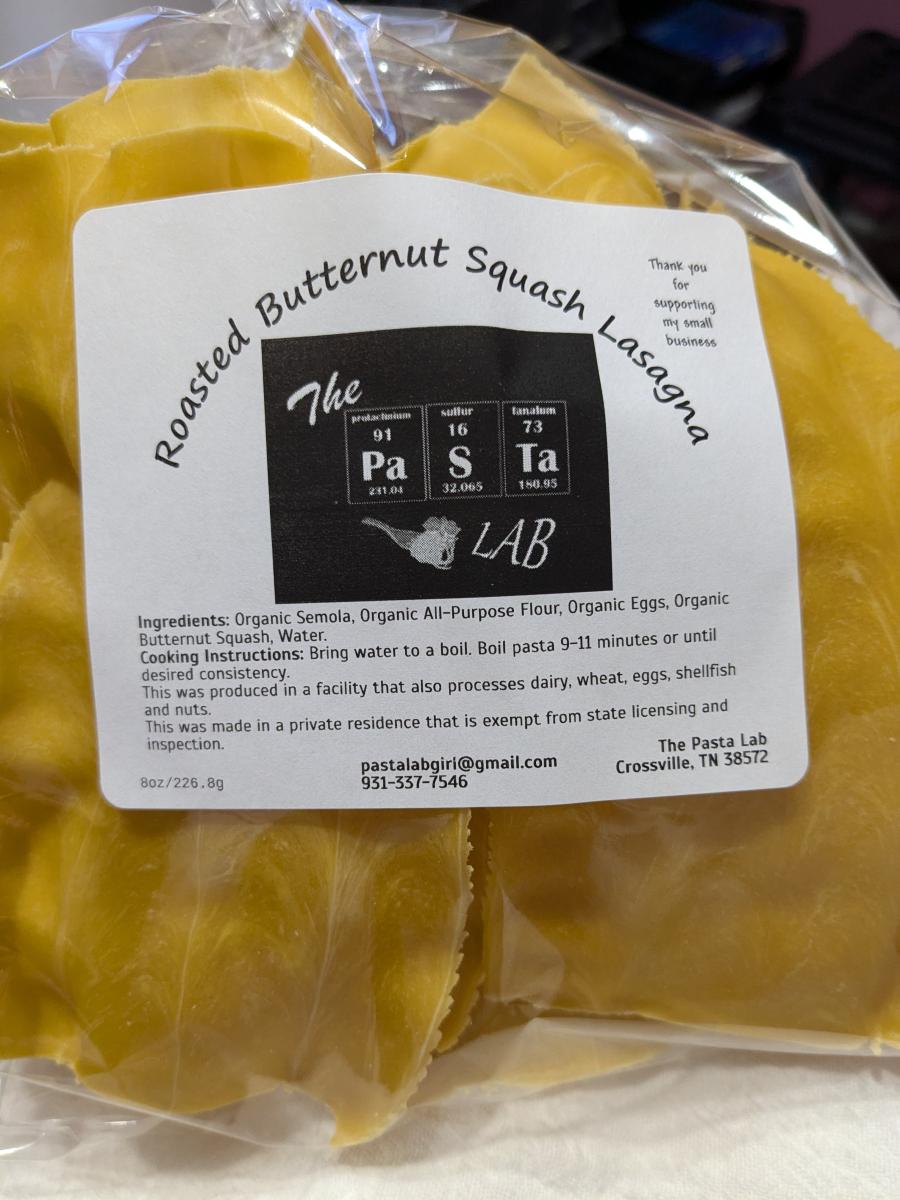 Roasted Butternut Squash Lasagna
Thank you
for
supporting
my small
business
The
protactinium
91
Pa
231.04
sulfur
16
S
32.065
tanalum
73
Ta
180.95
LAB
Ingredients: Organic Semola, Organic All-Purpose Flour, Organic Eggs, Organic
Butternut Squash, Water.
Cooking Instructions: Bring water to a boil. Boil pasta 9-11 minutes or until
desired consistency.
This was produced in a facility that also processes dairy, wheat, eggs, shellfish
and nuts.
This was made in a private residence that is exempt from state licensing and
inspection.
8oz/226.8g
pastalabgirl@gmail.com
931-337-7546
The Pasta Lab
Crossville, TN 38572